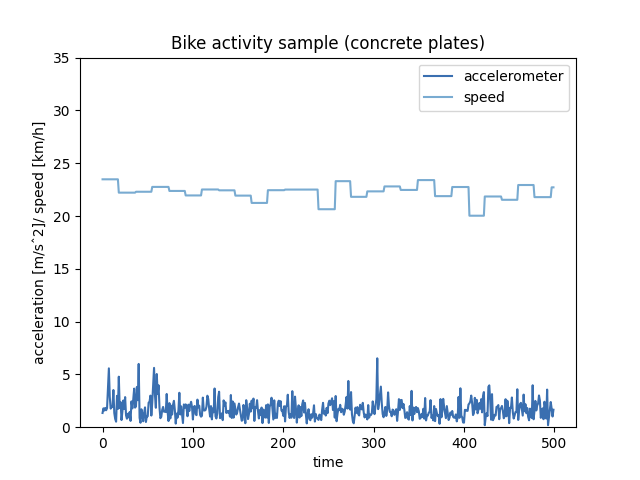 Bike activity sample (concrete plates)
accelerometer
speed
35
30
25
20
15
10
5
0
acceleration [m/sˆ2]/ speed [km/h]
0 100 200 300 400 500
time